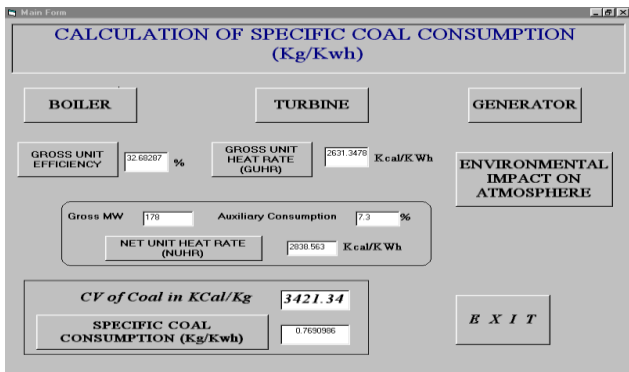 Main Form
CALCULATION OF SPECIFIC COAL CONSUMPTION
(Kg/Kwh)
BOILER
TURBINE
GENERATOR
GROSS UNIT
EFFICIENCY
32.68287
%
GROSS UNIT
HEAT RATE
(GUHR)
2631.3478
Kcal/KWh
ENVIRONMENTAL
IMPACT ON
ATMOSPHERE
Gross MW
178
Auxiliary Consumption
7.3
%
NET UNIT HEAT RATE
(NUHR)
2838.563
Kcal/KWh
CV of Coal in KCal/Kg
3421.34
SPECIFIC COAL
CONSUMPTION (Kg/Kwh)
0.7690986
E X I T